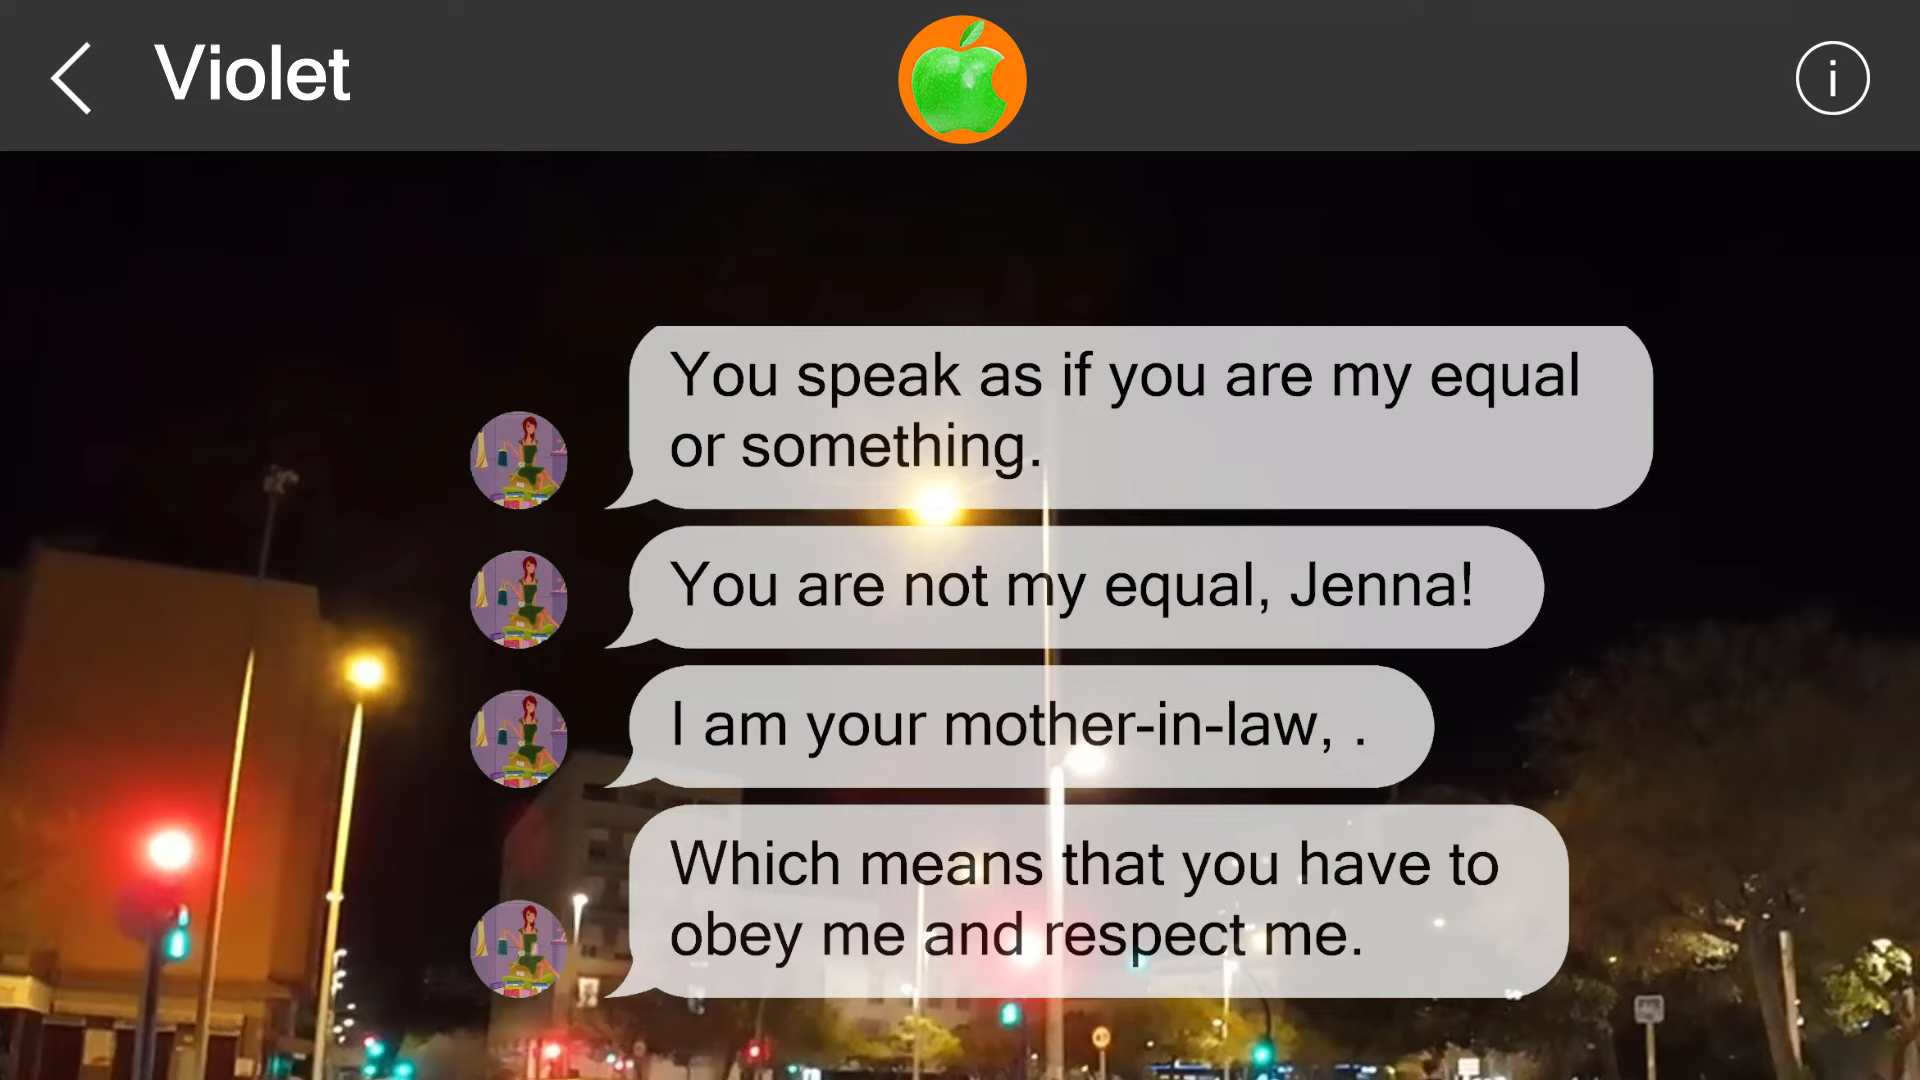 Violet
i
You speak as if you are my equal
or something.
You are not my equal, Jenna!
I am your mother-in-law, .
Which means that you have to
obey me and respect me.